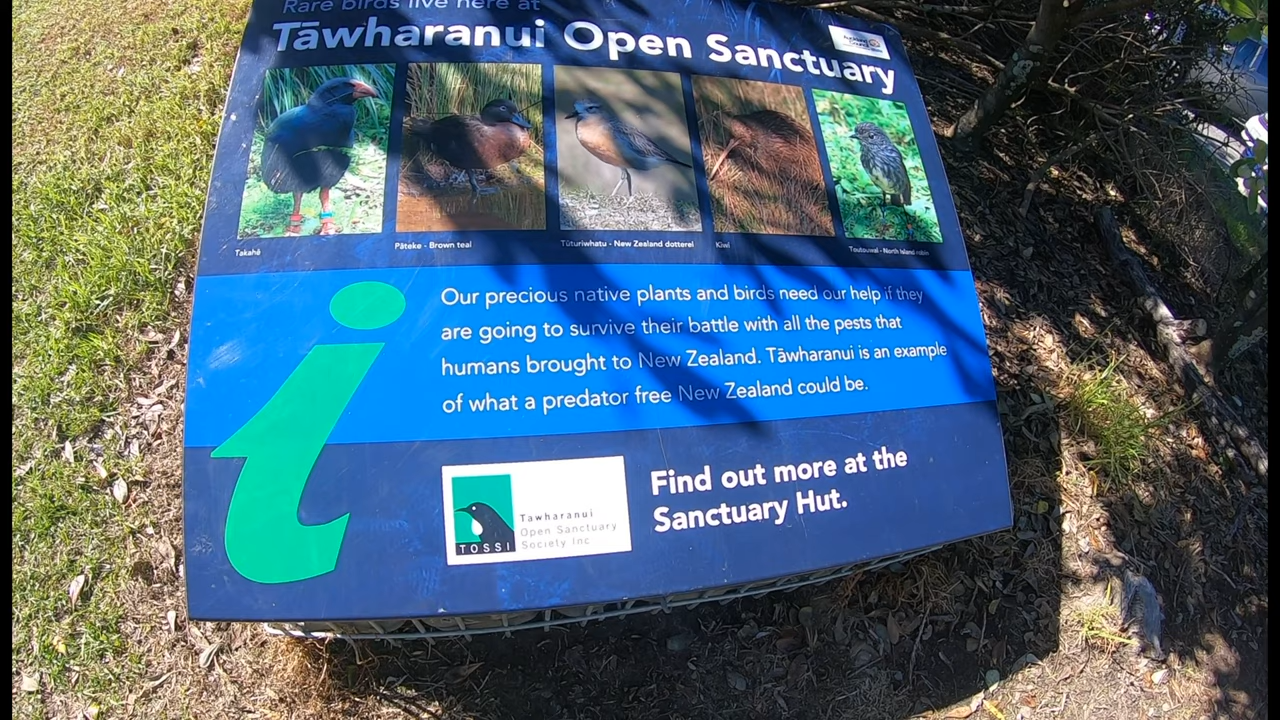 Rare birds live here at
Tāwharanui Open Sanctuary
Takahē
Pāteke - Brown teal
Tūturiwhatu - New Zealand dotterel
Kiwi
Toutouwai - North Island robin
Our precious native plants and birds need our help if they
are going to survive their battle with all the pests that
humans brought to New Zealand. Tāwharanui is an example
of what a predator free New Zealand could be.
TOSSI
Tawharanui
Open Sanctuary
Society Inc
Find out more at the
Sanctuary Hut.